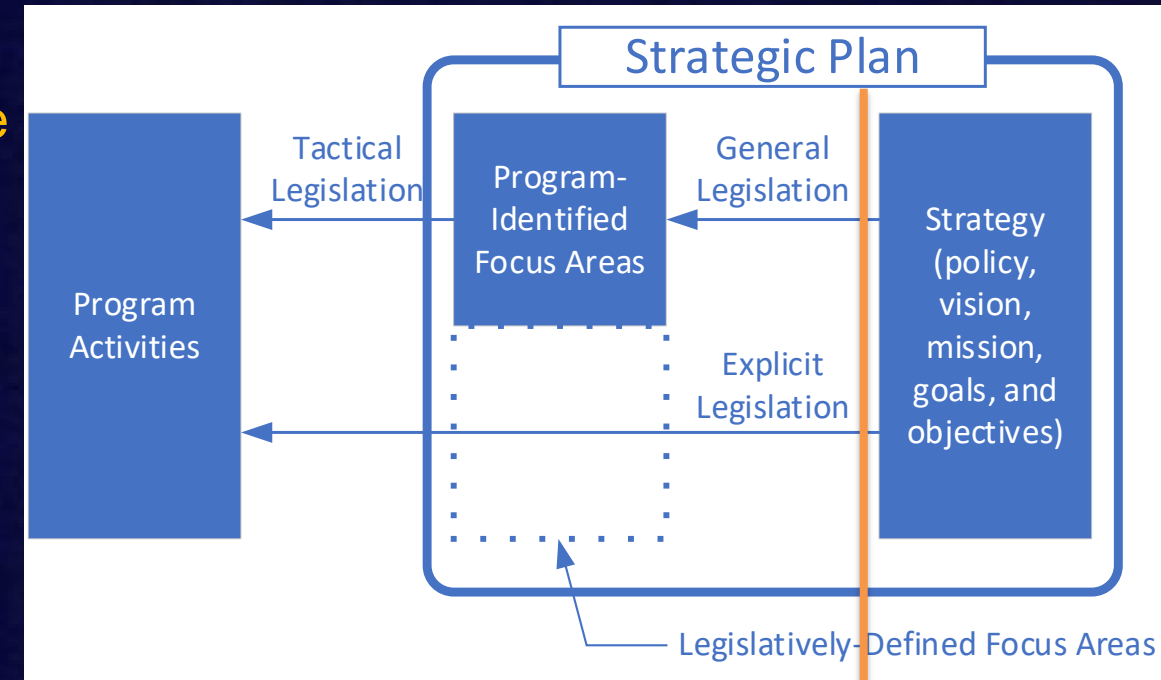 Strategic Plan
e
Tactical
Legislation
General
Legislation
Program-
Identified
Focus Areas
Strategy
(policy,
vision,
mission,
goals, and
objectives)
Program
Activities
Explicit
Legislation
Legislatively-Defined Focus Areas